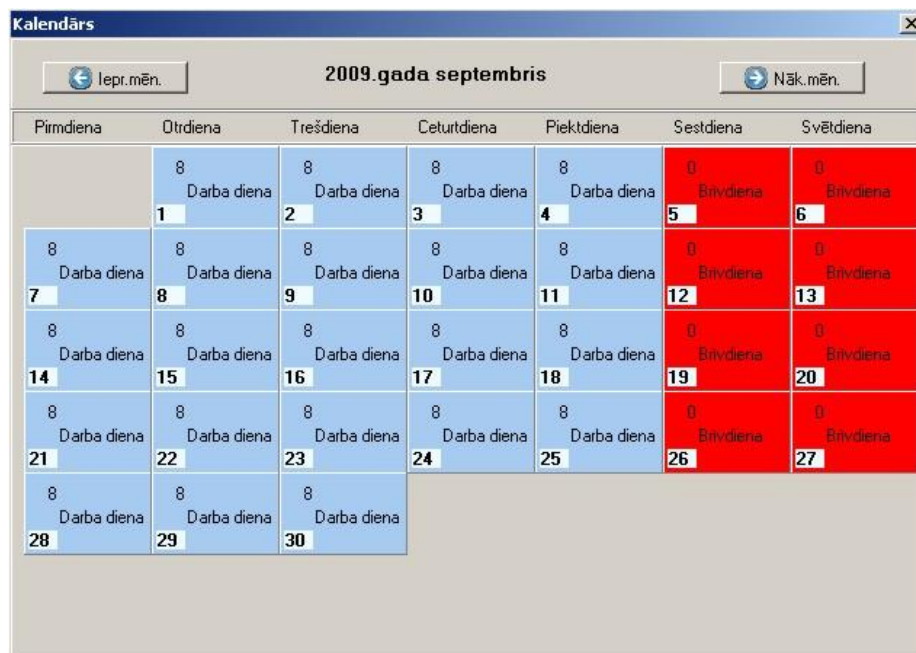 Kalendārs
Iepr.mēn. 2009.gada septembris Nāk.mēn.
Pirmdiena Otrdiena Trešdiena Ceturtdiena Piektdiena Sestdiena Svētdiena
8 8 8 8 0 0
Darba diena Darba diena Darba diena Darba diena Brīvdiena Brīvdiena
1 2 3 4 5 6
8 8 8 8 8 0 0
Darba diena Darba diena Darba diena Darba diena Darba diena Brīvdiena Brīvdiena
7 8 9 10 11 12 13
8 8 8 8 8 0 0
Darba diena Darba diena Darba diena Darba diena Darba diena Brīvdiena Brīvdiena
14 15 16 17 18 19 20
8 8 8 8 8 0 0
Darba diena Darba diena Darba diena Darba diena Darba diena Brīvdiena Brīvdiena
21 22 23 24 25 26 27
8 8 8
Darba diena Darba diena Darba diena
28 29 30